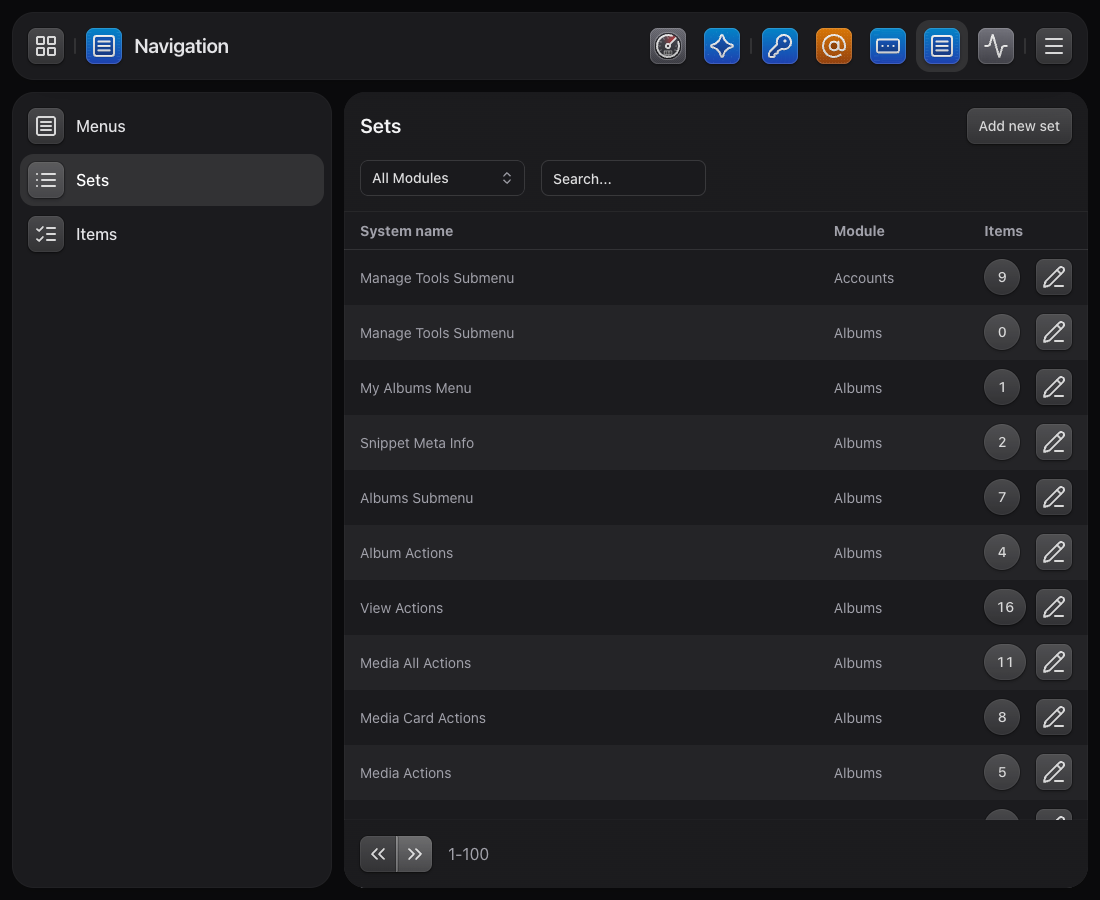 Navigation
Menus
Sets
Items
Sets
Add new set
All Modules
Search...
System name Module Items
Manage Tools Submenu Accounts 9
Manage Tools Submenu Albums 0
My Albums Menu Albums 1
Snippet Meta Info Albums 2
Albums Submenu Albums 7
Album Actions Albums 4
View Actions Albums 16
Media All Actions Albums 11
Media Card Actions Albums 8
Media Actions Albums 5
1-100